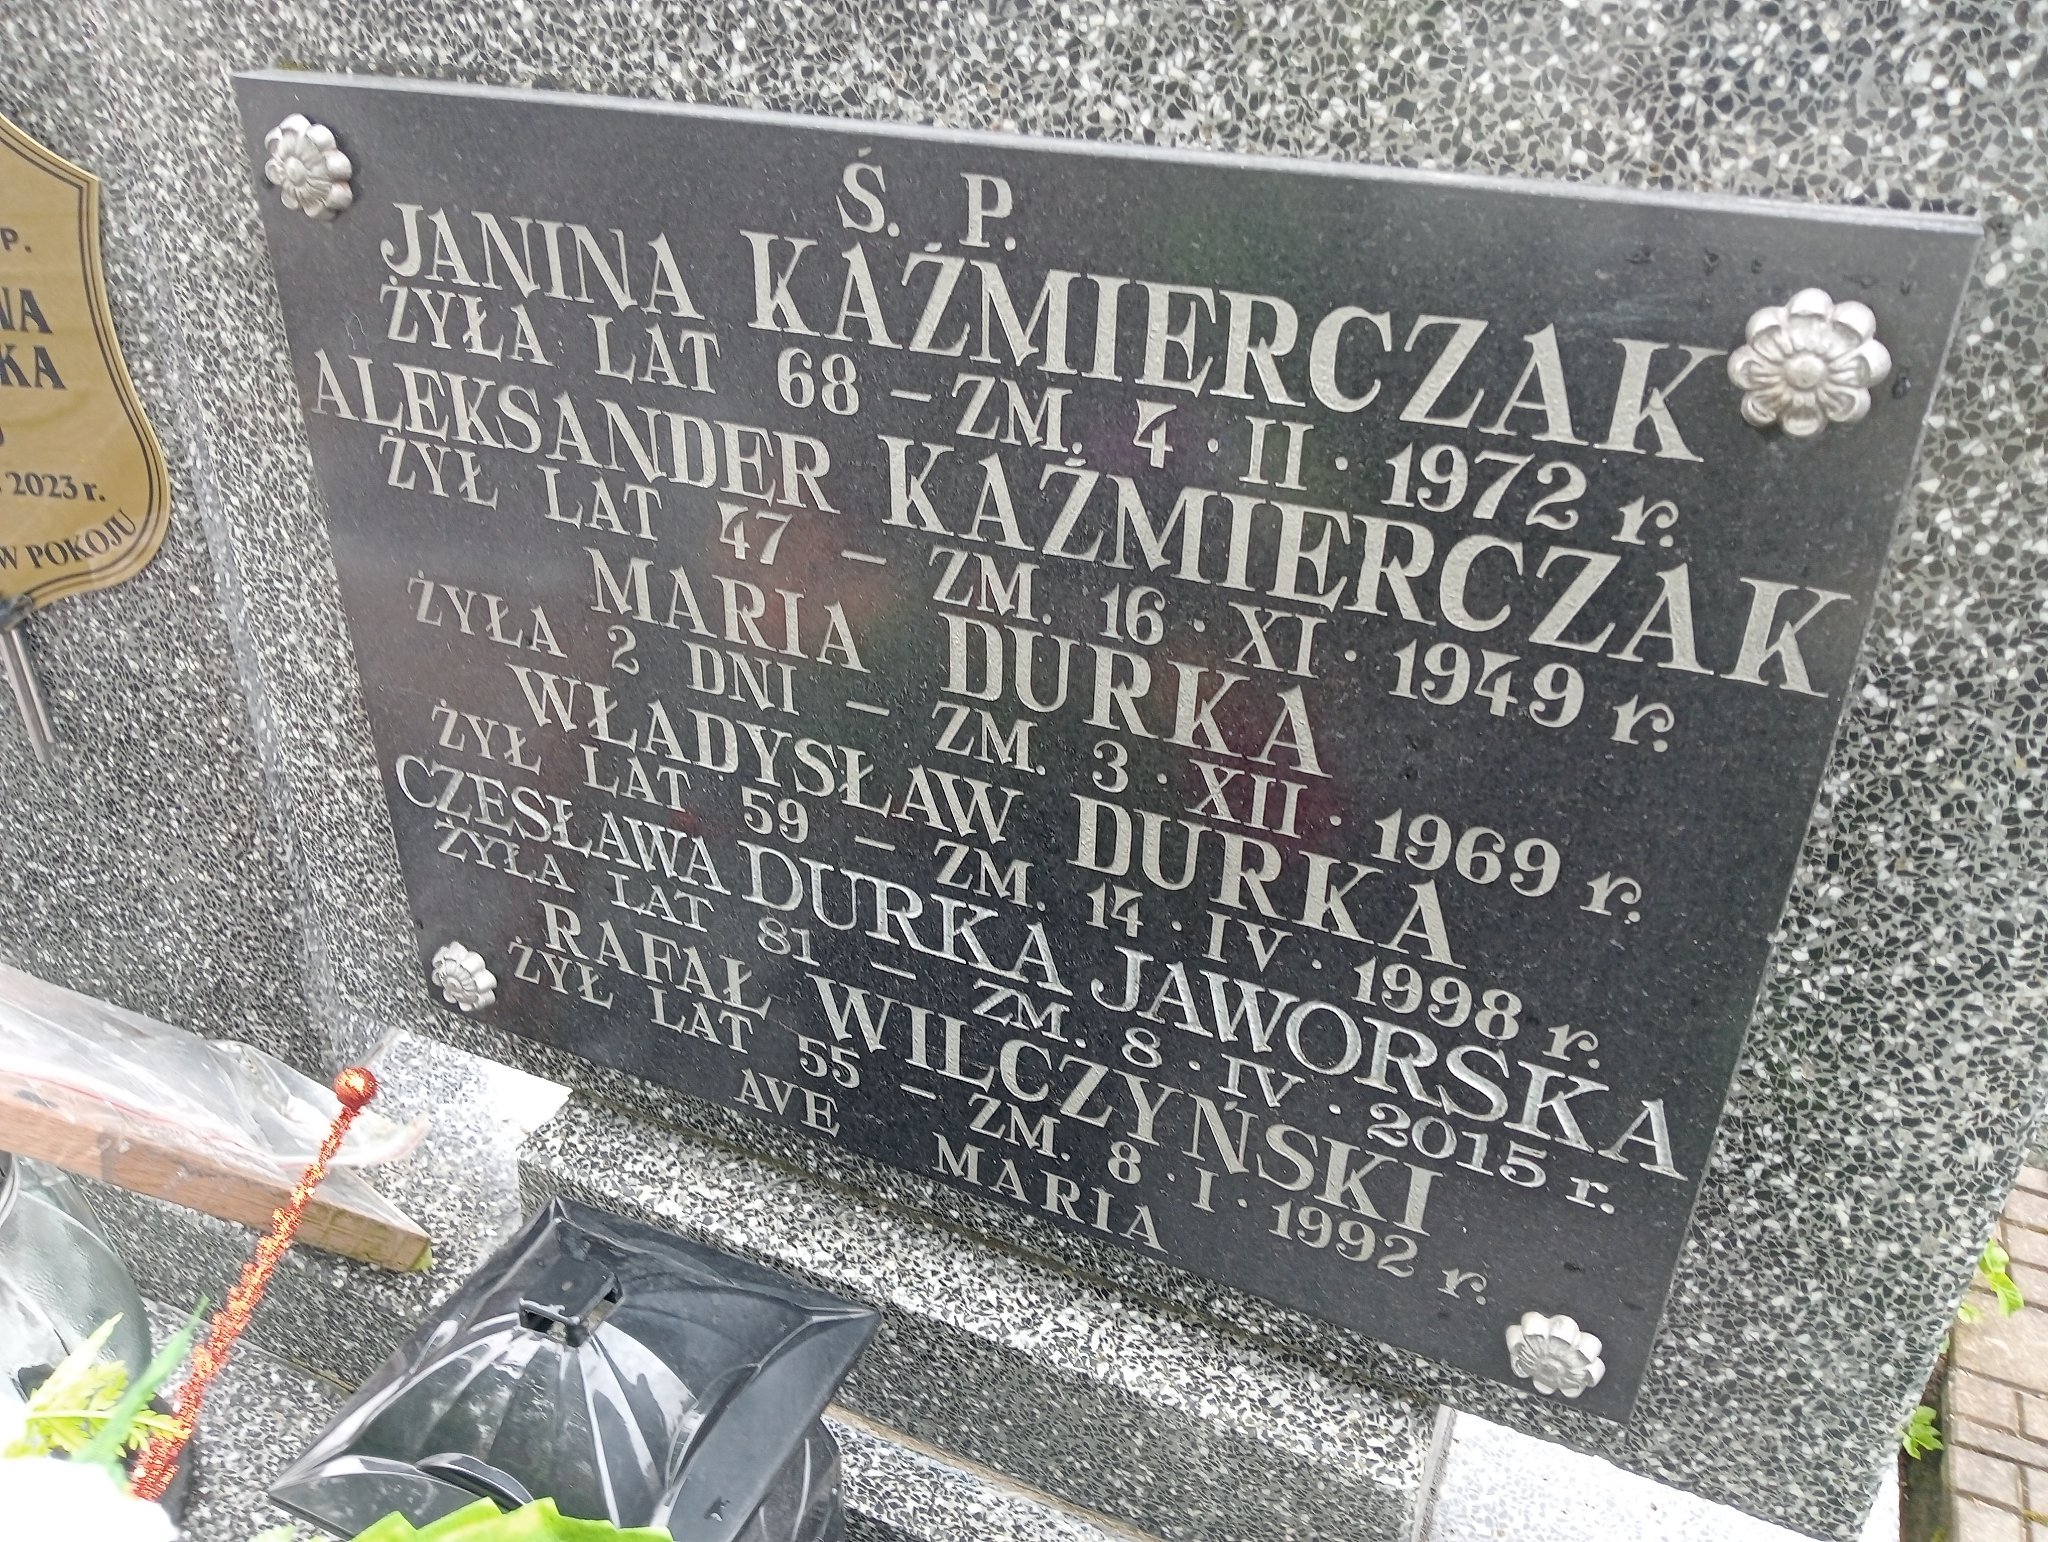 Ś. P.
JANINA KAŹMIERCZAK
ŻYŁA LAT 68 – ZM. 4 · II · 1972 r.
ALEKSANDER KAŹMIERCZAK
ŻYŁ LAT 47 – ZM. 16 · XI · 1949 r.
MARIA DURKA
ŻYŁA 2 DNI – ZM. 3 · XII · 1969 r.
WŁADYSŁAW DURKA
ŻYŁ LAT 59 – ZM. 14 · IV · 1998 r.
CZESŁAWA DURKA JAWORSKA
ŻYŁA LAT 81 – ZM. 8 · IV · 2015 r.
RAFAŁ WILCZYŃSKI
ŻYŁ LAT 55 – ZM. 8 · I · 1992 r.
AVE MARIA
P.
2023 r.
W POKOJU